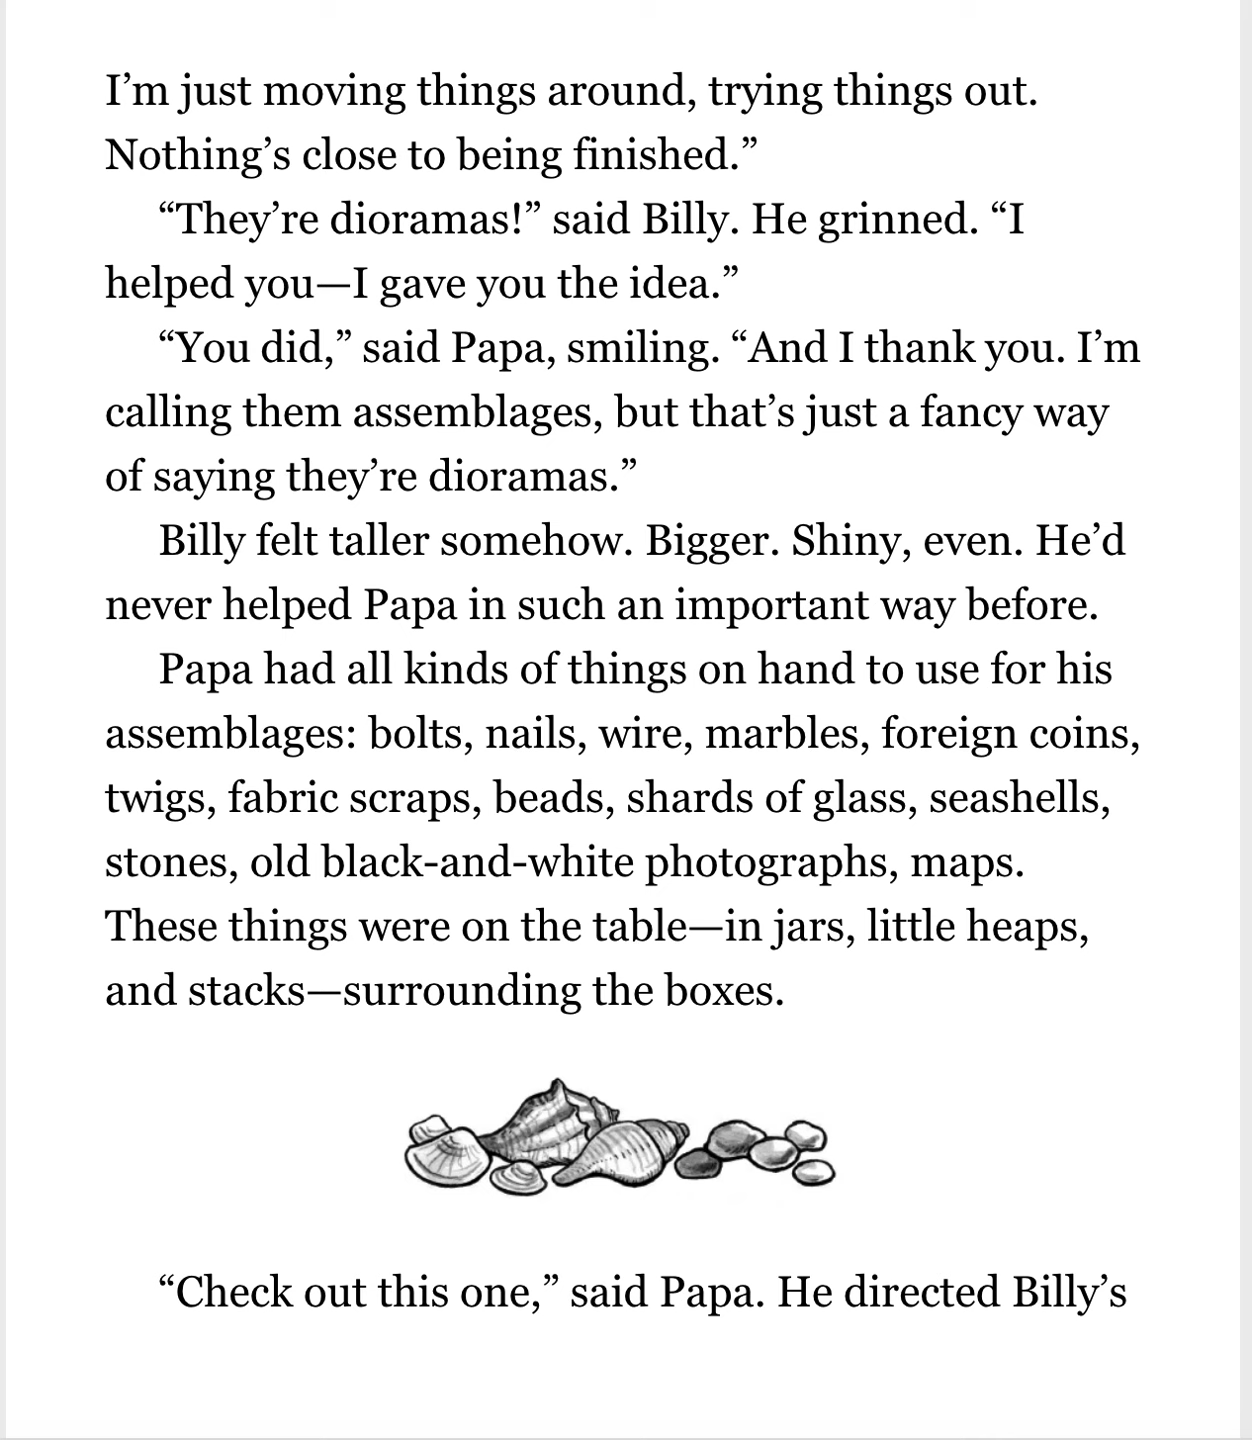 I’m just moving things around, trying things out.
Nothing’s close to being finished.”
“They’re dioramas!” said Billy. He grinned. “I
helped you—I gave you the idea.”
“You did,” said Papa, smiling. “And I thank you. I’m
calling them assemblages, but that’s just a fancy way
of saying they’re dioramas.”
Billy felt taller somehow. Bigger. Shiny, even. He’d
never helped Papa in such an important way before.
Papa had all kinds of things on hand to use for his
assemblages: bolts, nails, wire, marbles, foreign coins,
twigs, fabric scraps, beads, shards of glass, seashells,
stones, old black-and-white photographs, maps.
These things were on the table—in jars, little heaps,
and stacks—surrounding the boxes.
“Check out this one,” said Papa. He directed Billy’s